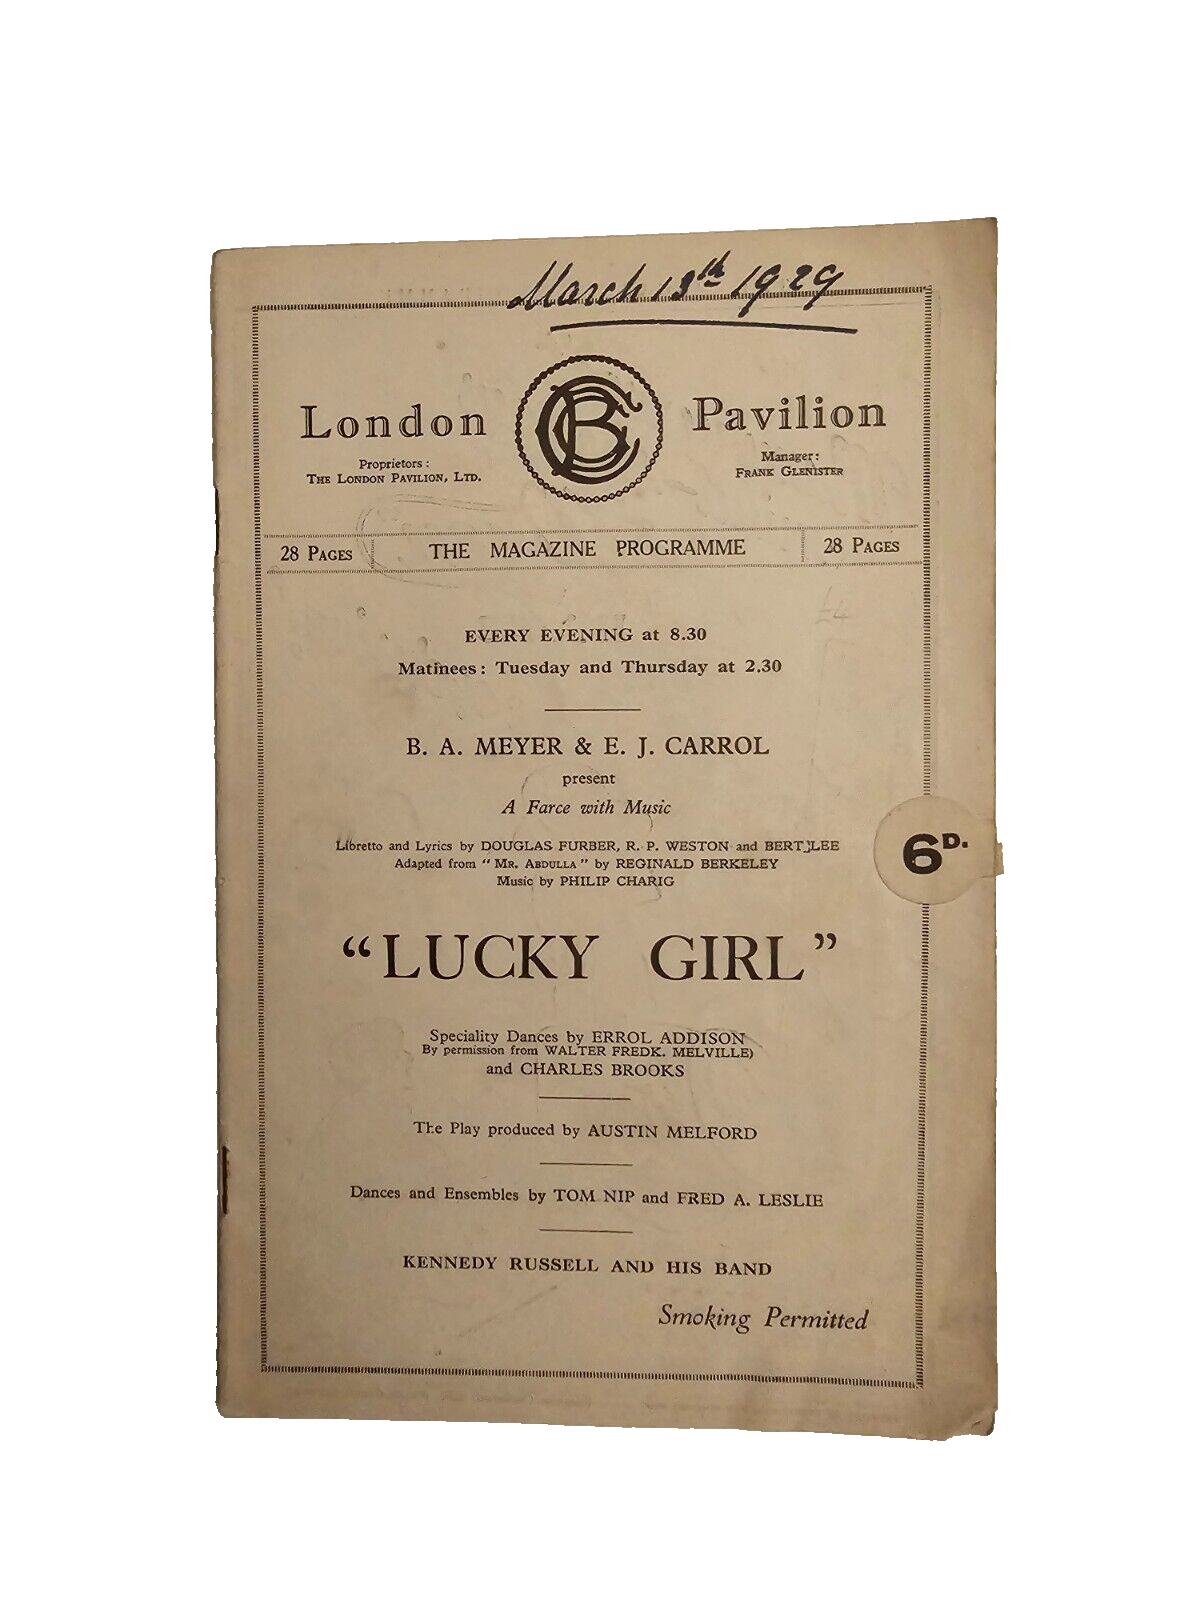 March 13th 1929
London Pavilion
Proprietors :
THE LONDON PAVILION, LTD.
Manager:
FRANK GLENISTER
28 PAGES THE MAGAZINE PROGRAMME 28 PAGES
£4
EVERY EVENING at 8.30
Matinees: Tuesday and Thursday at 2.30
B. A. MEYER & E. J. CARROL
present
A Farce with Music
Libretto and Lyrics by DOUGLAS FURBER, R. P. WESTON and BERT LEE
Adapted from "MR. ABDULLA" by REGINALD BERKELEY
Music by PHILIP CHARIG
6D.
"LUCKY GIRL"
Speciality Dances by ERROL ADDISON
By permission from WALTER FREDK. MELVILLE)
and CHARLES BROOKS
The Play produced by AUSTIN MELFORD
Dances and Ensembles by TOM NIP and FRED A. LESLIE
KENNEDY RUSSELL AND HIS BAND
Smoking Permitted